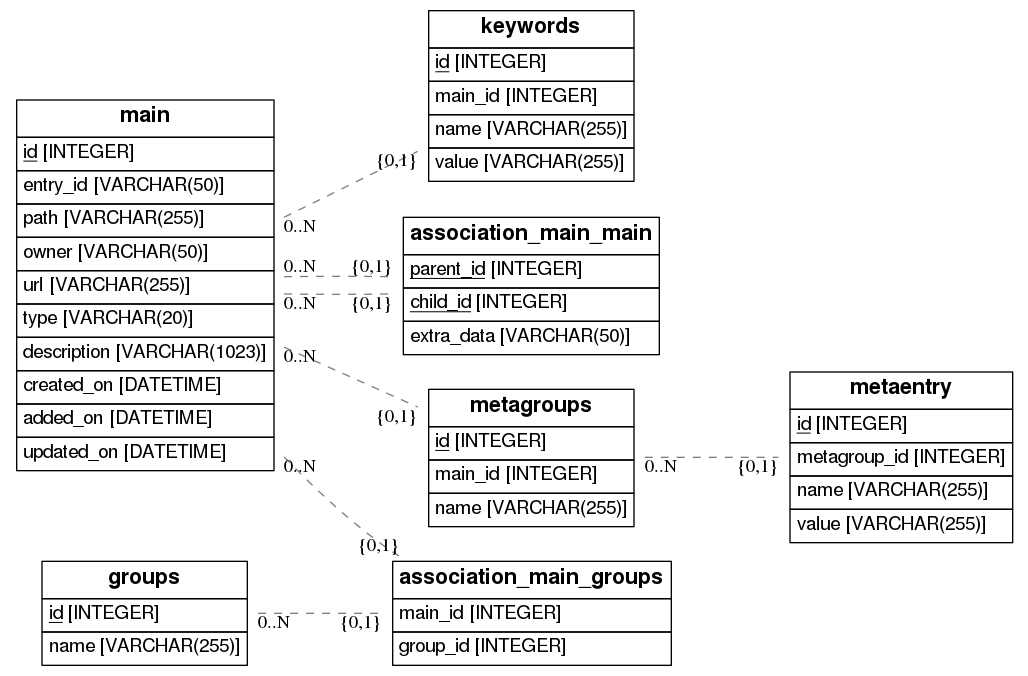 keywords
id [INTEGER]
main_id [INTEGER]
name [VARCHAR(255)]
value [VARCHAR(255)]
main
id [INTEGER]
entry_id [VARCHAR(50)]
path [VARCHAR(255)]
owner [VARCHAR(50)]
url [VARCHAR(255)]
type [VARCHAR(20)]
description [VARCHAR(1023)]
created_on [DATETIME]
added_on [DATETIME]
updated_on [DATETIME]
{0,1}
0..N
association_main_main
parent_id [INTEGER]
child_id [INTEGER]
extra_data [VARCHAR(50)]
0..N {0,1}
0..N {0,1}
0..N
{0,1}
metagroups
id [INTEGER]
main_id [INTEGER]
name [VARCHAR(255)]
0..N {0,1}
metaentry
id [INTEGER]
metagroup_id [INTEGER]
name [VARCHAR(255)]
value [VARCHAR(255)]
0..N
{0,1}
groups
id [INTEGER]
name [VARCHAR(255)]
0..N {0,1}
association_main_groups
main_id [INTEGER]
group_id [INTEGER]